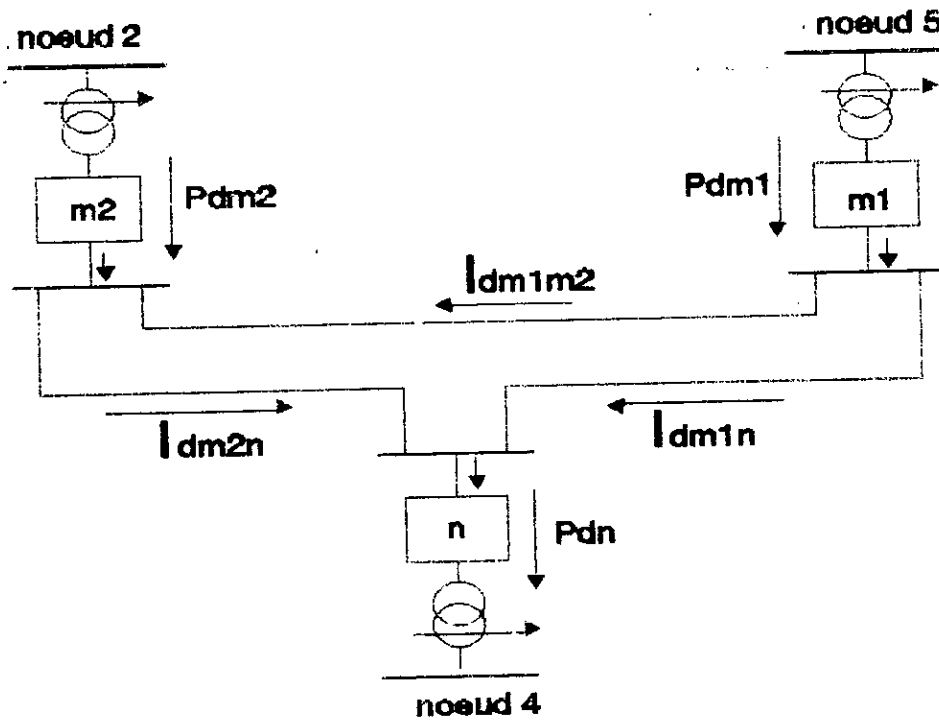 noeud 2
noeud 5
m2
Pdm2
Pdm1
m1
Idm1m2
Idm2n
Idm1n
n
Pdn
noeud 4